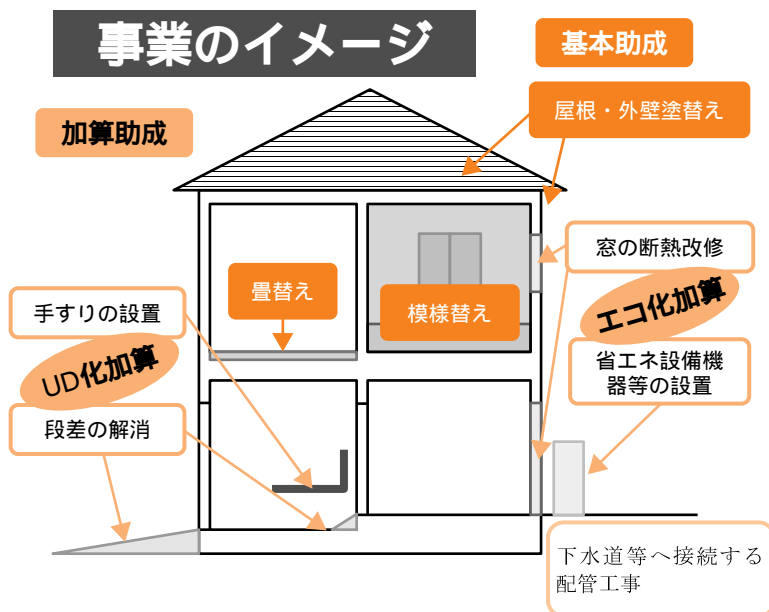 事業のイメージ
基本助成
加算助成
屋根・外壁塗替え
窓の断熱改修
畳替え
模様替え
手すりの設置
エコ化加算
UD化加算
省エネ設備機
器等の設置
段差の解消
下水道等へ接続する
配管工事